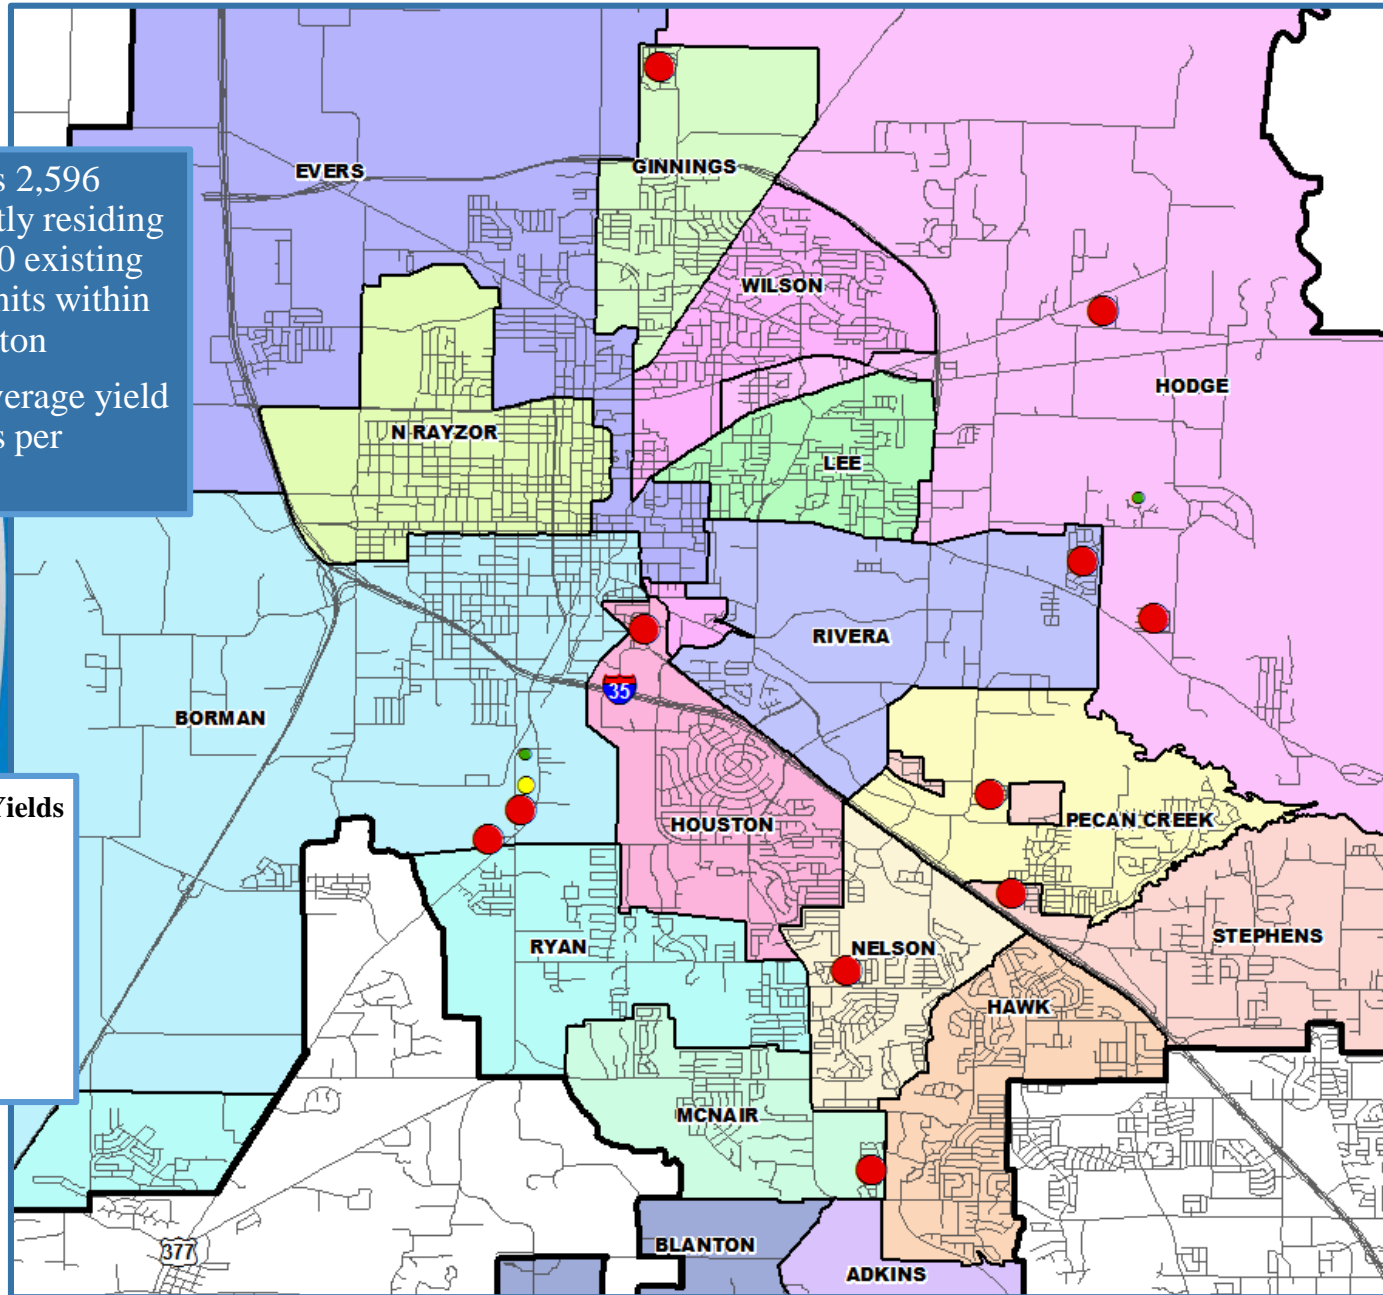 s 2,596
tly residing
0 existing
nits within
ton
verage yield
s per
Yields
EVERS
GINNINGS
WILSON
HODGE
N RAYZOR
LEE
RIVERA
35
BORMAN
HOUSTON
PECAN CREEK
RYAN
NELSON
STEPHENS
HAWK
MCNAIR
377
BLANTON
ADKINS